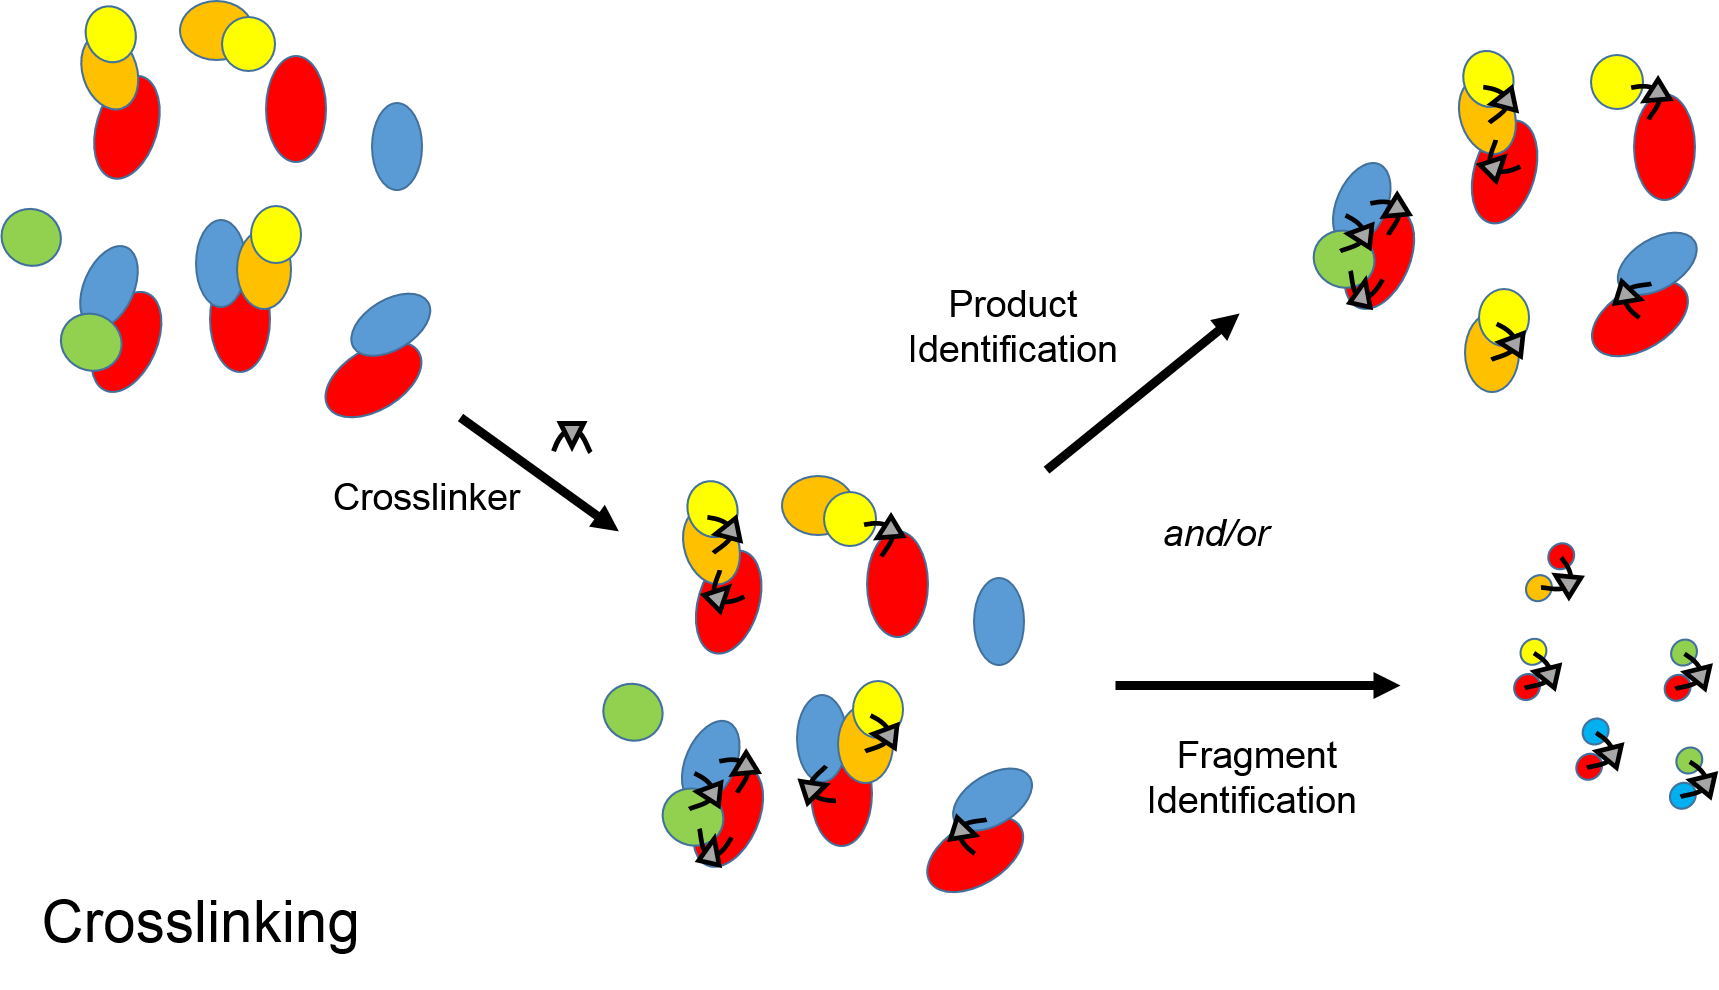 Product
Identification
Crosslinker
and/or
Fragment
Identification
Crosslinking